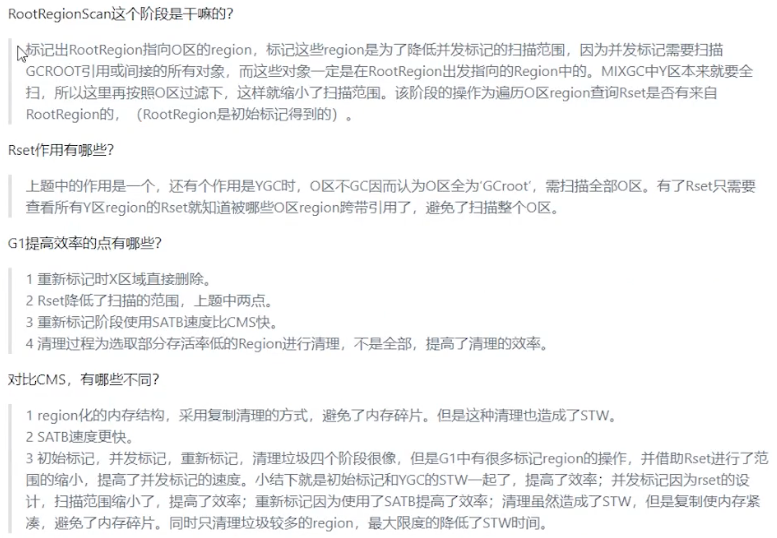 RootRegionScan这个阶段是干嘛的？
标记出RootRegion指向O区的region，标记这些region是为了降低并发标记的扫描范围，因为并发标记需要扫描
GCROOT引用或间接的所有对象，而这些对象一定是在RootRegion出发指向的Region中的。MIXGC中Y区本来就要全
扫，所以这里再按照O区过滤下，这样就缩小了扫描范围。该阶段的操作为遍历O区region查询Rset是否有来自
RootRegion的，（RootRegion是初始标记得到的）。
Rset作用有哪些？
上题中的作用是一个，还有个作用是YGC时，O区不GC因而认为O区全为‘GCroot’，需扫描全部O区。有了Rset只需要
查看所有Y区region的Rset就知道被哪些O区region跨带引用了，避免了扫描整个O区。
G1提高效率的点有哪些？
1 重新标记时X区域直接删除。
2 Rset降低了扫描的范围，上题中两点。
3 重新标记阶段使用SATB速度比CMS快。
4 清理过程为选取部分存活率低的Region进行清理，不是全部，提高了清理的效率。
对比CMS，有哪些不同？
1 region化的内存结构，采用复制清理的方式，避免了内存碎片。但是这种清理也造成了STW。
2 SATB速度更快。
3 初始标记，并发标记，重新标记，清理垃圾四个阶段很像，但是G1中有很多标记region的操作，并借助Rset进行了范
围的缩小，提高了并发标记的速度。小结下就是初始标记和YGC的STW一起了，提高了效率；并发标记因为rset的设
计，扫描范围缩小了，提高了效率；重新标记因为使用了SATB提高了效率；清理虽然造成了STW，但是复制使内存紧
凑，避免了内存碎片。同时只清理垃圾较多的region，最大限度的降低了STW时间。